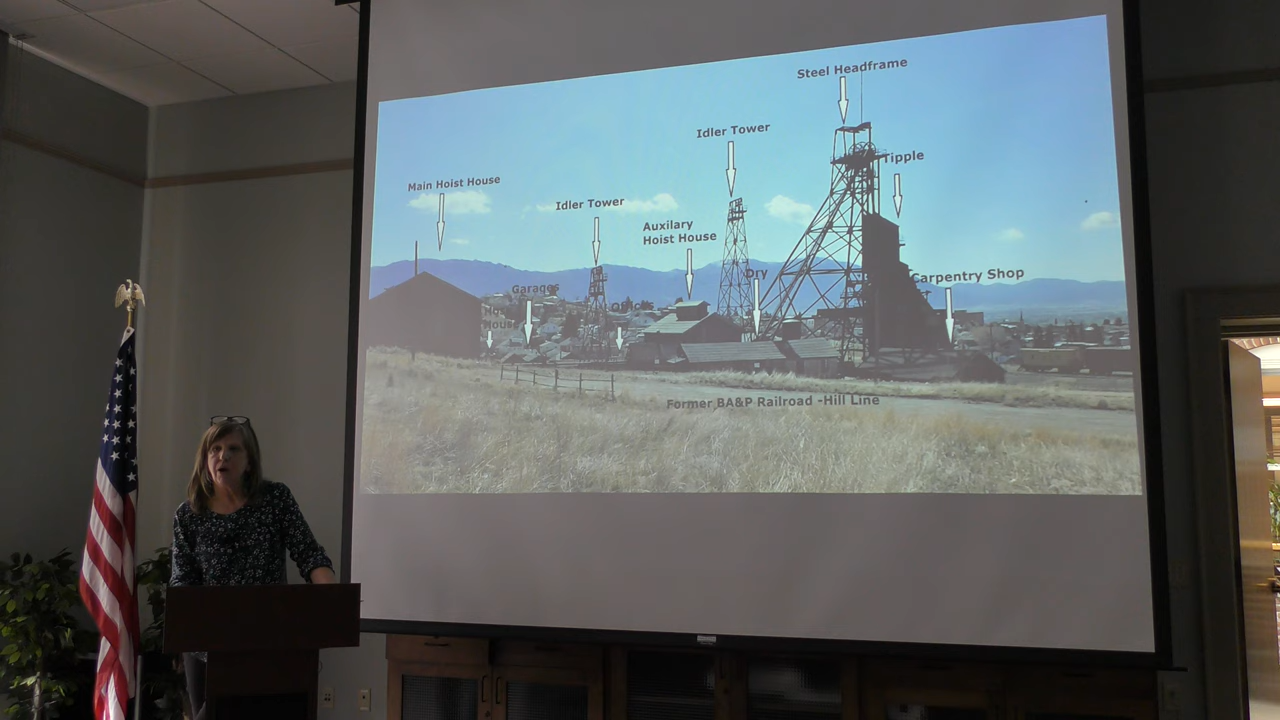 Steel Headframe
Idler Tower
Tipple
Main Hoist House
Idler Tower
Auxilary
Hoist House
Dry
Carpentry Shop
Garages
House
Former BA&P Railroad -Hill Line